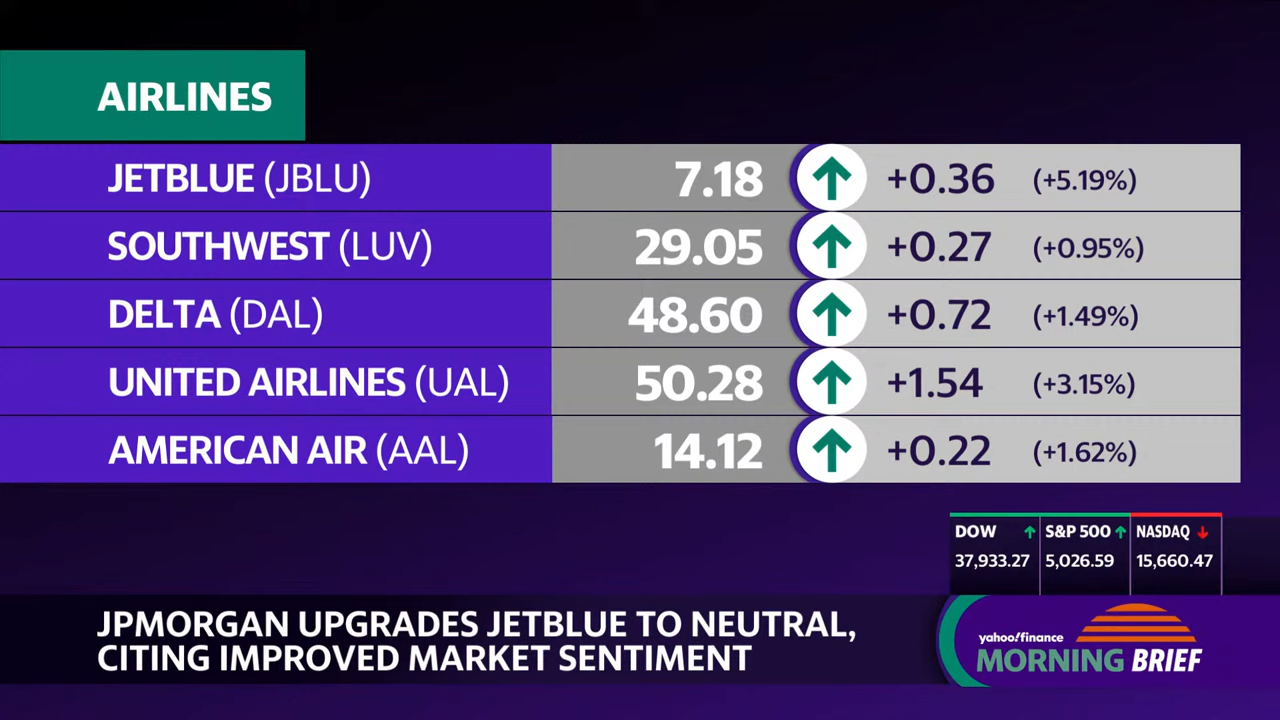 AIRLINES
JETBLUE (JBLU) 7.18 +0.36 (+5.19%)
SOUTHWEST (LUV) 29.05 +0.27 (+0.95%)
DELTA (DAL) 48.60 +0.72 (+1.49%)
UNITED AIRLINES (UAL) 50.28 +1.54 (+3.15%)
AMERICAN AIR (AAL) 14.12 +0.22 (+1.62%)
DOW S&P 500 NASDAQ
37,933.27 5,026.59 15,660.47
JPMORGAN UPGRADES JETBLUE TO NEUTRAL,
CITING IMPROVED MARKET SENTIMENT
yahoo!finance
MORNING BRIEF